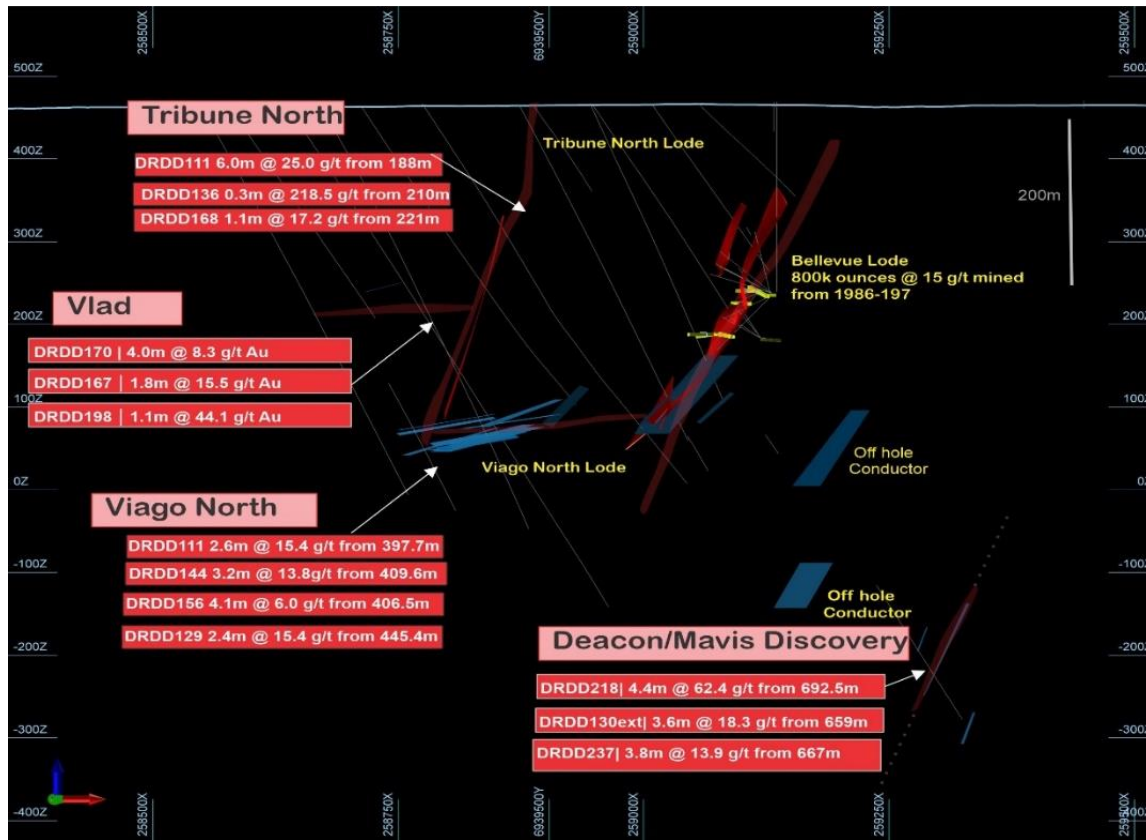 258500X
258750X
6939500Y
259000X
259250X
259500X
500Z
500Z
Tribune North
Tribune North Lode
400Z
400Z
DRDD111 6.0m @ 25.0 g/t from 188m
DRDD136 0.3m @ 218.5 g/t from 210m
DRDD168 1.1m @ 17.2 g/t from 221m
200m
300Z
300Z
Bellevue Lode
800k ounces @ 15 g/t mined
from 1986-197
Vlad
200Z
200Z
DRDD170 | 4.0m @ 8.3 g/t Au
DRDD167 | 1.8m @ 15.5 g/t Au
DRDD198 | 1.1m @ 44.1 g/t Au
100Z
100Z
Viago North Lode
Off hole
Conductor
0Z
0Z
Viago North
DRDD111 2.6m @ 15.4 g/t from 397.7m
DRDD144 3.2m @ 13.8g/t from 409.6m
DRDD156 4.1m @ 6.0 g/t from 406.5m
DRDD129 2.4m @ 15.4 g/t from 445.4m
-100Z
-100Z
Off hole
Conductor
Deacon/Mavis Discovery
-200Z
-200Z
DRDD218| 4.4m @ 62.4 g/t from 692.5m
DRDD130ext| 3.6m @ 18.3 g/t from 659m
DRDD237| 3.8m @ 13.9 g/t from 667m
-300Z
-300Z
-400Z
-400Z
258500X
258750X
6939500Y
259000X
259250X
259500X